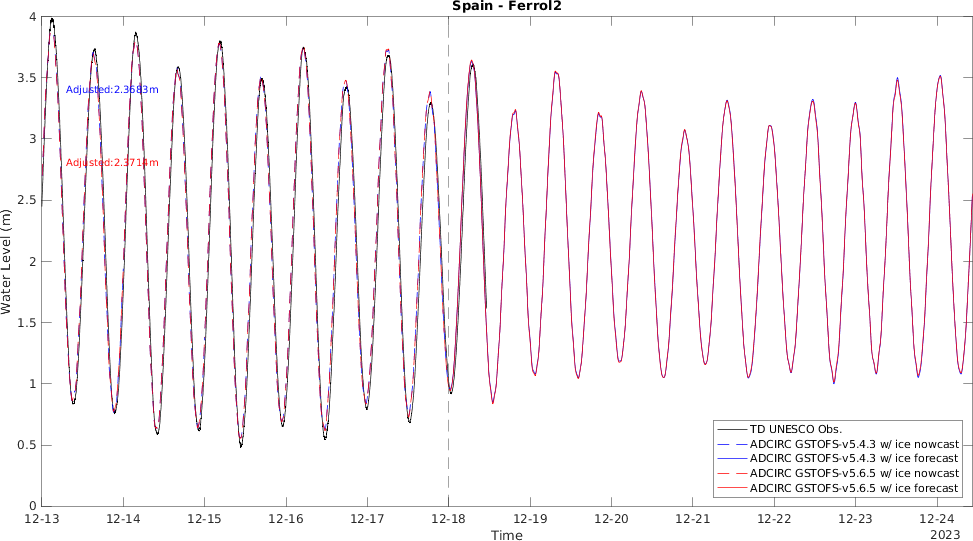 Spain - Ferrol2
4
3.5
3
2.5
2
1.5
1
0.5
0
Water Level (m)
Adjusted:2.3683m
Adjusted:2.3714m
TD UNESCO Obs.
ADCIRC GSTOFS-v5.4.3 w/ ice nowcast
ADCIRC GSTOFS-v5.4.3 w/ ice forecast
ADCIRC GSTOFS-v5.6.5 w/ ice nowcast
ADCIRC GSTOFS-v5.6.5 w/ ice forecast
12-13 12-14 12-15 12-16 12-17 12-18 12-19 12-20 12-21 12-22 12-23 12-24
Time
2023